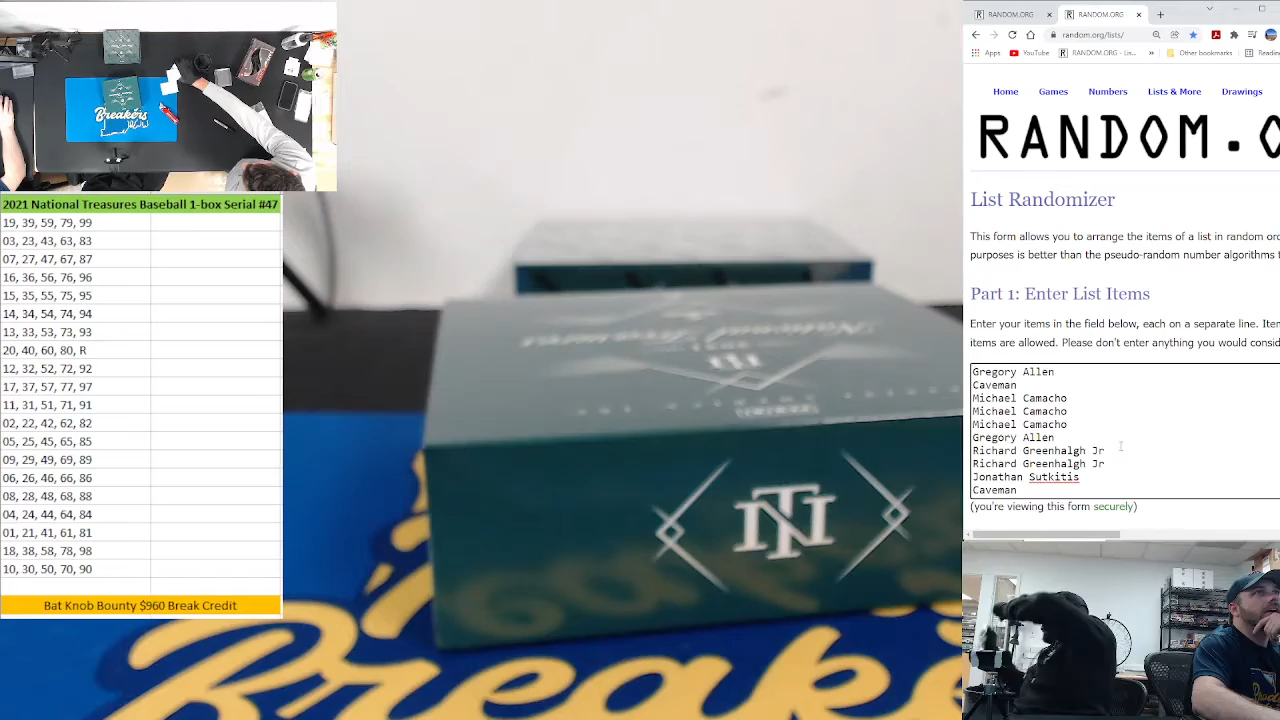 Breakers
2021 National Treasures Baseball 1-box Serial #47
19, 39, 59, 79, 99
03, 23, 43, 63, 83
07, 27, 47, 67, 87
16, 36, 56, 76, 96
15, 35, 55, 75, 95
14, 34, 54, 74, 94
13, 33, 53, 73, 93
20, 40, 60, 80, R
12, 32, 52, 72, 92
17, 37, 57, 77, 97
11, 31, 51, 71, 91
02, 22, 42, 62, 82
05, 25, 45, 65, 85
09, 29, 49, 69, 89
06, 26, 46, 66, 86
08, 28, 48, 68, 88
04, 24, 44, 64, 84
01, 21, 41, 61, 81
18, 38, 58, 78, 98
10, 30, 50, 70, 90
Bat Knob Bounty $960 Break Credit
NT
Breakers
RANDOM.ORG
RANDOM.ORG
random.org/lists/
Apps
YouTube
RANDOM.ORG - Lis...
Other bookmarks
Readin
Home
Games
Numbers
Lists & More
Drawings
RANDOM.O
List Randomizer
This form allows you to arrange the items of a list in random or
purposes is better than the pseudo-random number algorithms t
Part 1: Enter List Items
Enter your items in the field below, each on a separate line. Ite
items are allowed. Please don't enter anything you would consi
Gregory Allen
Caveman
Michael Camacho
Michael Camacho
Michael Camacho
Gregory Allen
Richard Greenhalgh Jr
Richard Greenhalgh Jr
Jonathan Sutkitis
Caveman
(you're viewing this form securely)